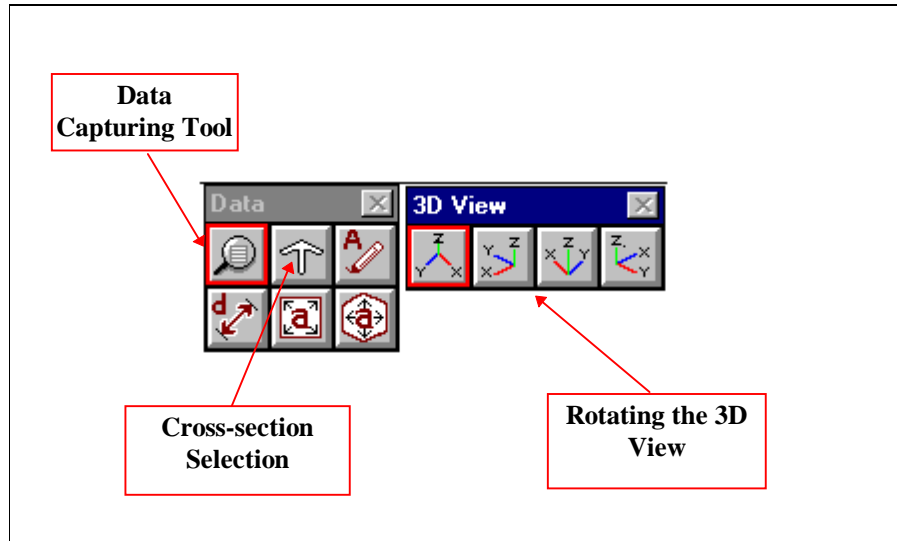 Data
Capturing Tool
Data
3D View
A
Z
Y X
Y Z
X
X Z Y
Z
X
Y
d
a
a
Cross-section
Selection
Rotating the 3D
View